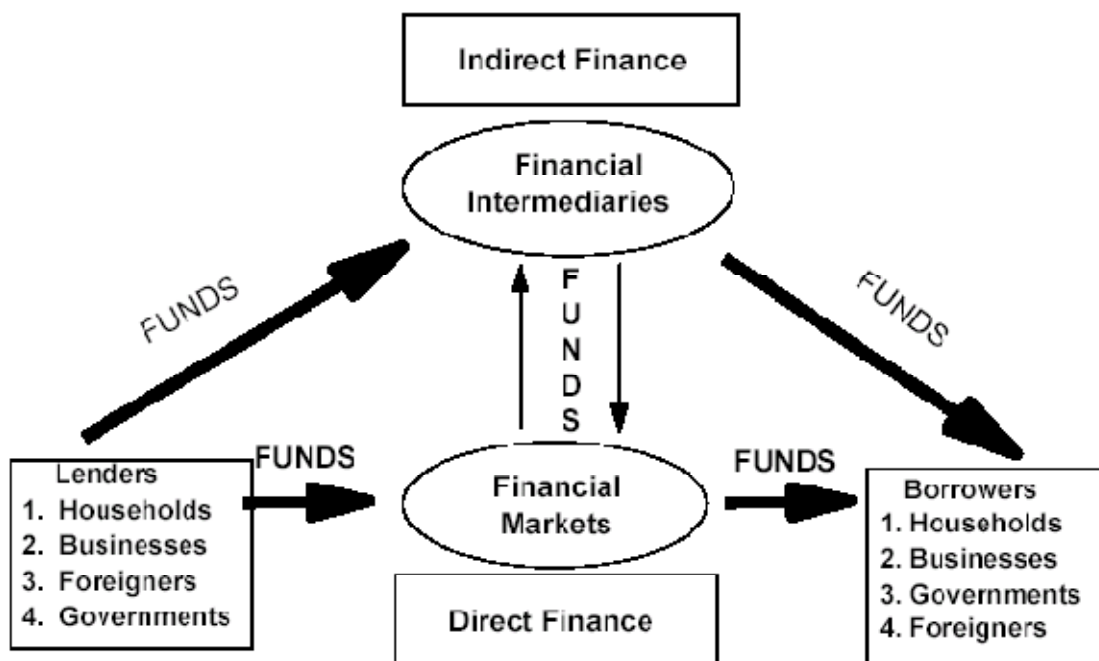 Indirect Finance
Financial
Intermediaries
FUNDS
FUNDS
FUNDS
FUNDS
FUNDS
Lenders
1. Households
2. Businesses
3. Foreigners
4. Governments
Financial
Markets
Borrowers
1. Households
2. Businesses
3. Governments
4. Foreigners
Direct Finance